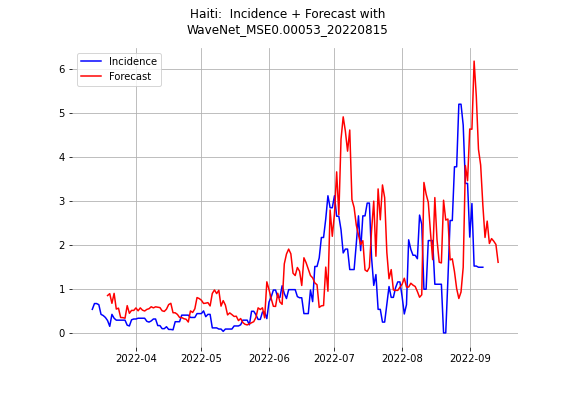 Haiti:  Incidence + Forecast with
WaveNet_MSE0.00053_20220815
Incidence
Forecast
6
5
4
3
2
1
0
2022-04 2022-05 2022-06 2022-07 2022-08 2022-09